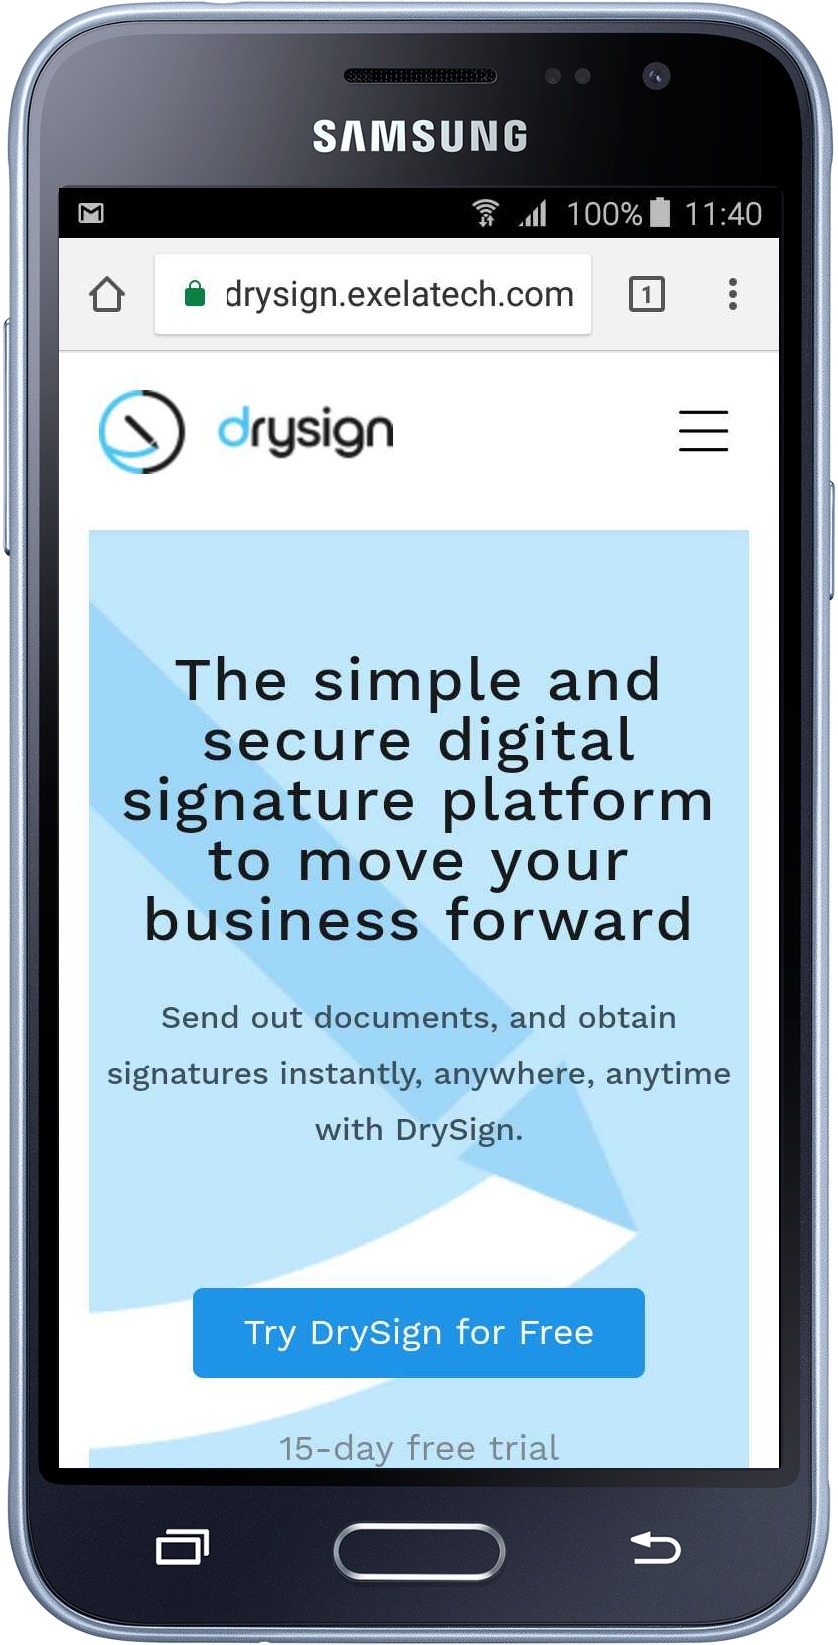 SAMSUNG
100% 11:40
drysign.exelatech.com
1
drysign
The simple and
secure digital
signature platform
to move your
business forward
Send out documents, and obtain
signatures instantly, anywhere, anytime
with DrySign.
Try DrySign for Free
15-day free trial